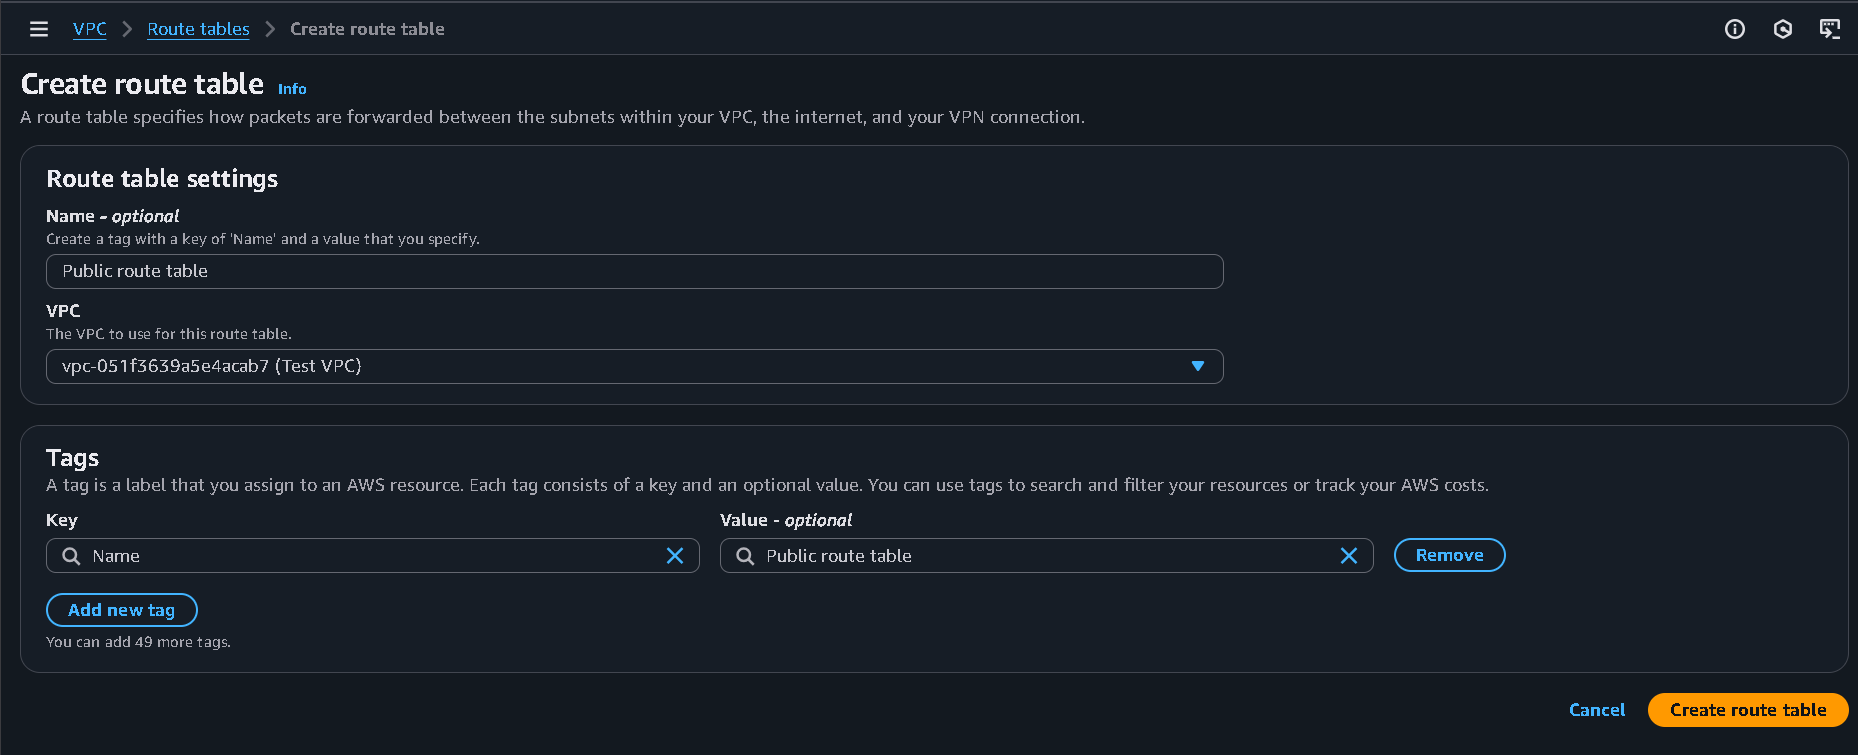 VPC > Route tables > Create route table
Create route table Info
A route table specifies how packets are forwarded between the subnets within your VPC, the internet, and your VPN connection.
Route table settings
Name - optional
Create a tag with a key of 'Name' and a value that you specify.
Public route table
VPC
The VPC to use for this route table.
vpc-051f3639a5e4acab7 (Test VPC)
Tags
A tag is a label that you assign to an AWS resource. Each tag consists of a key and an optional value. You can use tags to search and filter your resources or track your AWS costs.
Key Value - optional
Name Public route table Remove
Add new tag
You can add 49 more tags.
Cancel Create route table